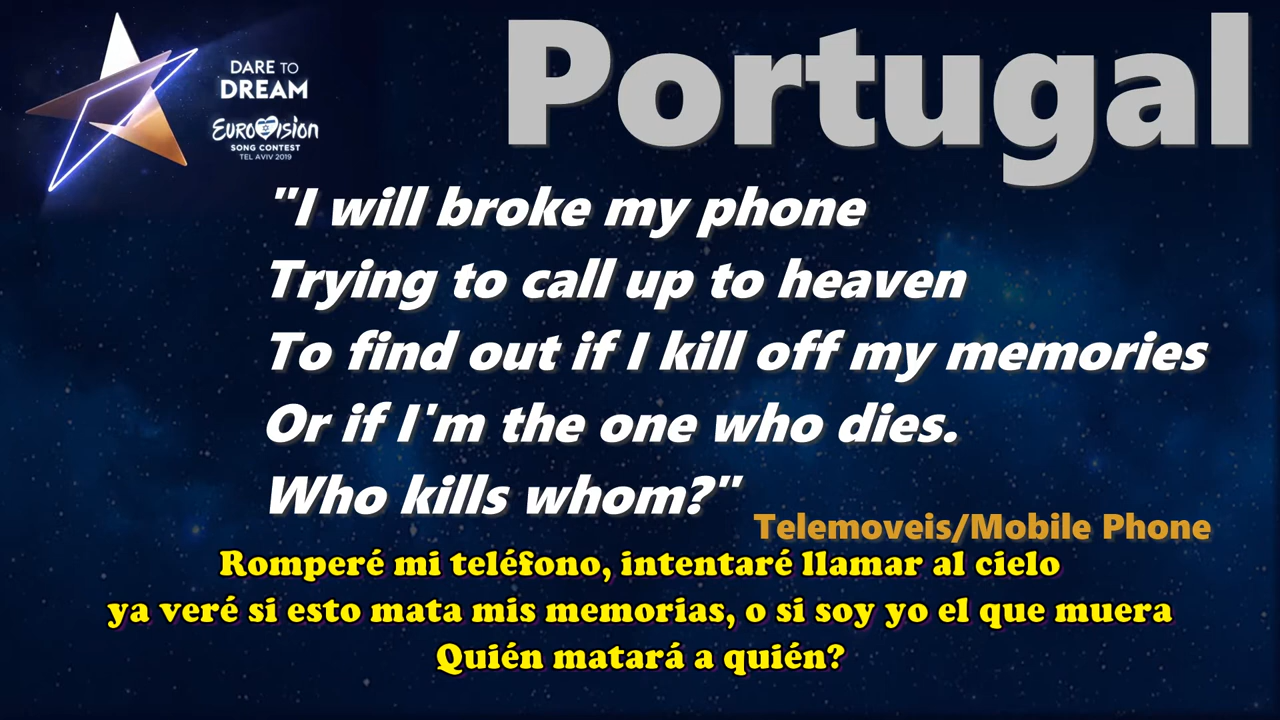 DARE TO
DREAM
EUROVISION
SONG CONTEST
TEL AVIV 2019
Portugal
"I will broke my phone
Trying to call up to heaven
To find out if I kill off my memories
Or if I'm the one who dies.
Who kills whom?"
Telemoveis/Mobile Phone
Romperé mi teléfono, intentaré llamar al cielo
ya veré si esto mata mis memorias, o si soy yo el que muera
Quién matará a quién?